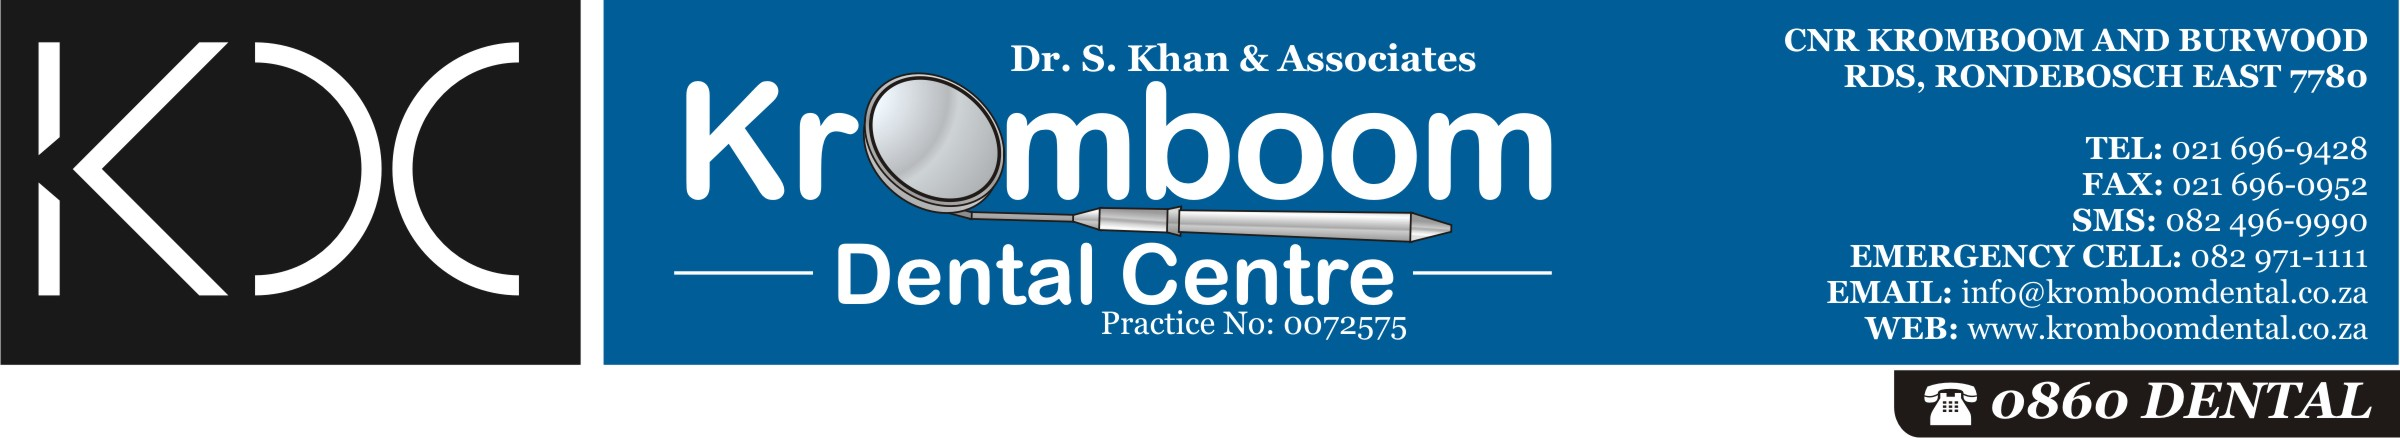 KDC
Dr. S. Khan & Associates
Kromboom
Dental Centre
Practice No: 0072575
CNR KROMBOOM AND BURWOOD
RDS, RONDEBOSCH EAST 7780
TEL: 021 696-9428
FAX: 021 696-0952
SMS: 082 496-9990
EMERGENCY CELL: 082 971-1111
EMAIL: info@kromboomdental.co.za
WEB: www.kromboomdental.co.za
0860 DENTAL